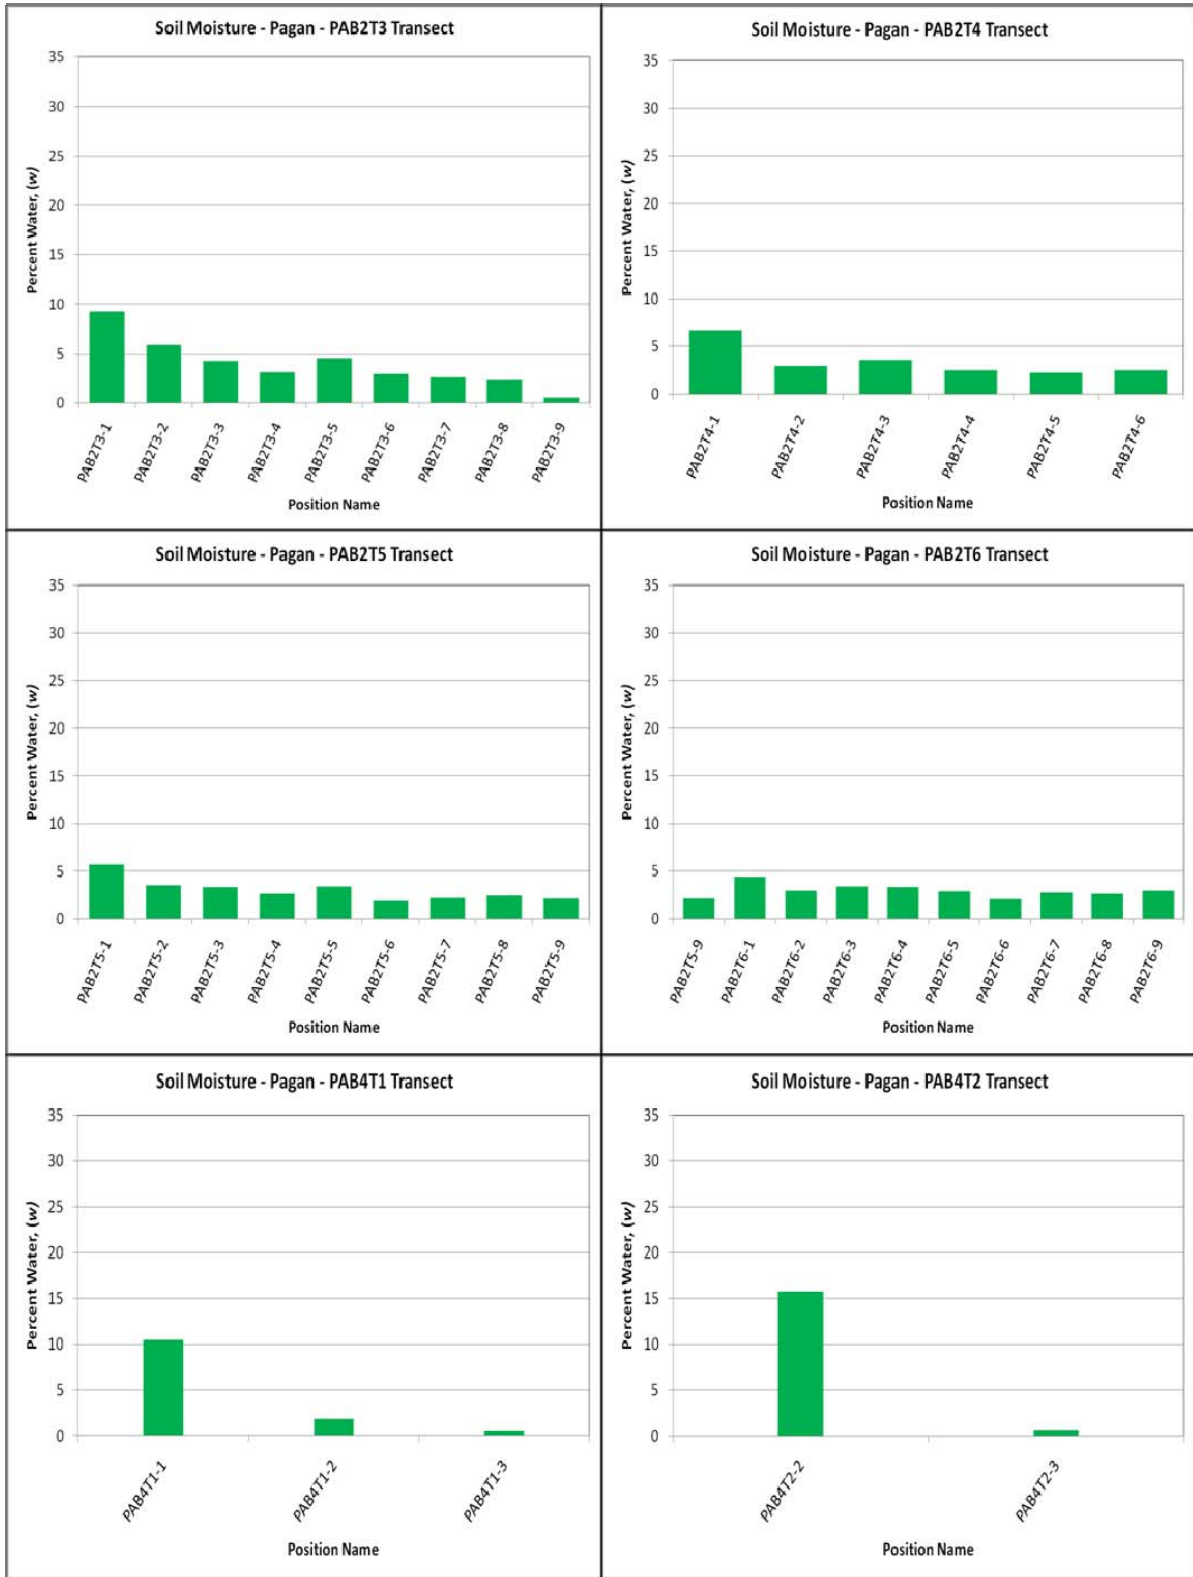 Soil Moisture - Pagan - PAB2T3 Transect
35
30
25
20
15
10
5
0
Percent Water, (w)
PAB2T3-1
PAB2T3-2
PAB2T3-3
PAB2T3-4
PAB2T3-5
PAB2T3-6
PAB2T3-7
PAB2T3-8
PAB2T3-9
Position Name
Soil Moisture - Pagan - PAB2T4 Transect
35
30
25
20
15
10
5
0
Percent Water, (w)
PAB2T4-1
PAB2T4-2
PAB2T4-3
PAB2T4-4
PAB2T4-5
PAB2T4-6
Position Name
Soil Moisture - Pagan - PAB2T5 Transect
35
30
25
20
15
10
5
0
Percent Water, (w)
PAB2T5-1
PAB2T5-2
PAB2T5-3
PAB2T5-4
PAB2T5-5
PAB2T5-6
PAB2T5-7
PAB2T5-8
PAB2T5-9
Position Name
Soil Moisture - Pagan - PAB2T6 Transect
35
30
25
20
15
10
5
0
Percent Water, (w)
PAB2T5-9
PAB2T6-1
PAB2T6-2
PAB2T6-3
PAB2T6-4
PAB2T6-5
PAB2T6-6
PAB2T6-7
PAB2T6-8
PAB2T6-9
Position Name
Soil Moisture - Pagan - PAB4T1 Transect
35
30
25
20
15
10
5
0
Percent Water, (w)
PAB4T1-1
PAB4T1-2
PAB4T1-3
Position Name
Soil Moisture - Pagan - PAB4T2 Transect
35
30
25
20
15
10
5
0
Percent Water, (w)
PAB4T2-2
PAB4T2-3
Position Name